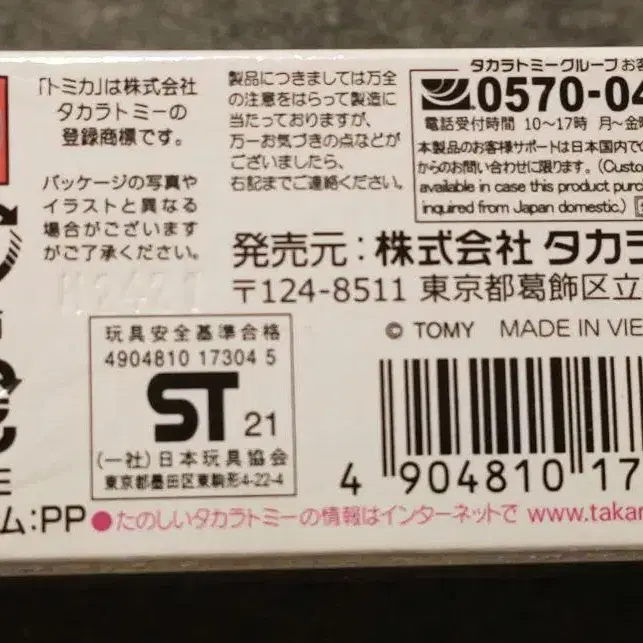 「トミカ」は株式会社
タカラトミーの
登録商標です。
パッケージの写真や
イラストと異なる
場合がございます
がご了承ください。
製品につきましては万全
の注意をはらって製造に
当たっておりますが、
万一お気づきの点などが
ございましたら、
右記までご連絡ください。
タカラトミーグループ お客
0570-04
電話受付時間 10〜17時 月〜金曜
本製品のお客様サポートは日本国内での
からのお問い合わせに限ります。(Custo
available in case this product purc
inquired from Japan domestic.)
発売元:株式会社 タカラ
〒124-8511 東京都葛飾区立
© TOMY MADE IN VIE
玩具安全基準合格
4904810 17304 5
ST 21
(一社)日本玩具協会
東京都墨田区東駒形4-22-4
4 904810 17
E
ム:PP
●たのしいタカラトミーの情報はインターネットで www.takar